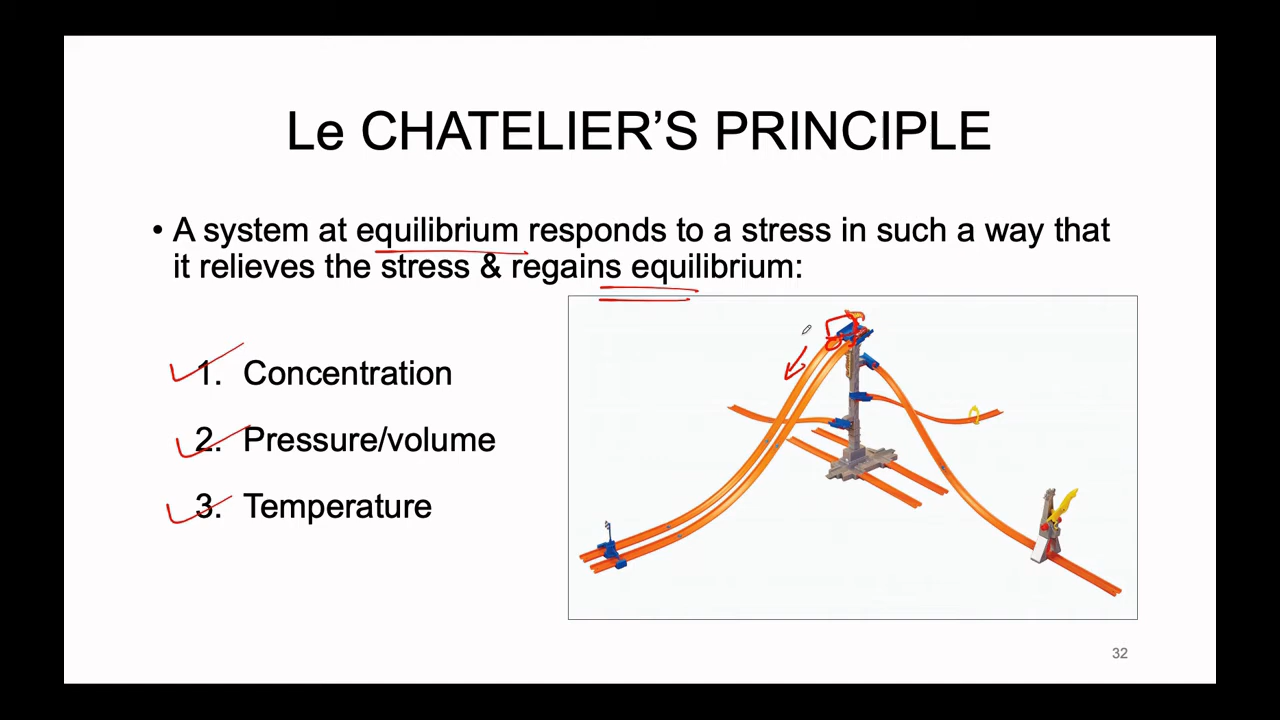 Le CHATELIER’S PRINCIPLE
• A system at equilibrium responds to a stress in such a way that
it relieves the stress & regains equilibrium:
1. Concentration
2. Pressure/volume
3. Temperature
32